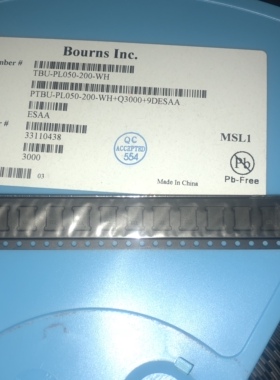 Bourns Inc.
mber #
TBU-PL050-200-WH
PTBU-PL050-200-WH+Q3000+9DESAA
ESAA
r #
33110438
3000
03
QC
ACCEPTED
554
MSL1
Pb
Pb-Free
Made In China